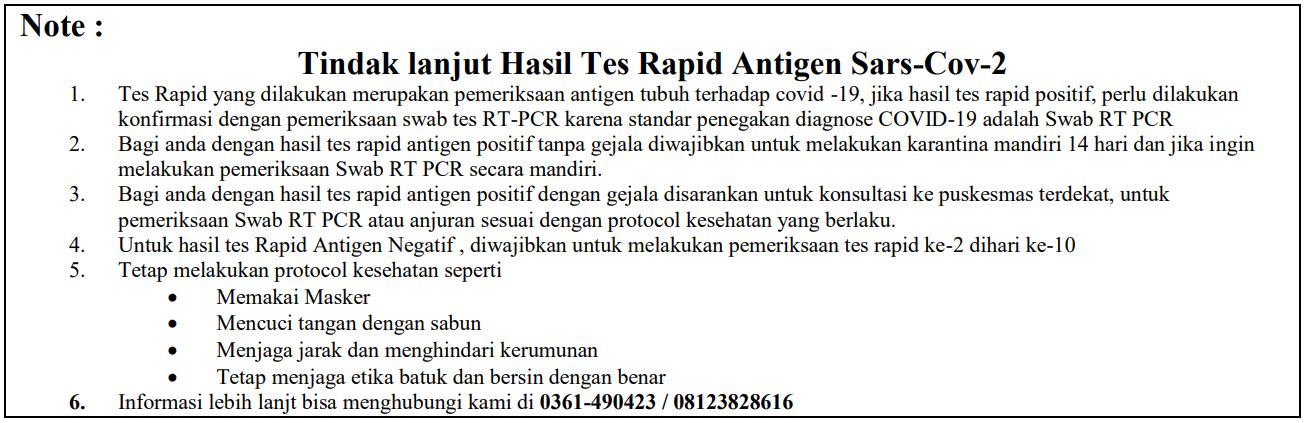 Note :
Tindak lanjut Hasil Tes Rapid Antigen Sars-Cov-2
1. Tes Rapid yang dilakukan merupakan pemeriksaan antigen tubuh terhadap covid -19, jika hasil tes rapid positif, perlu dilakukan
konfirmasi dengan pemeriksaan swab tes RT-PCR karena standar penegakan diagnose COVID-19 adalah Swab RT PCR
2. Bagi anda dengan hasil tes rapid antigen positif tanpa gejala diwajibkan untuk melakukan karantina mandiri 14 hari dan jika ingin
melakukan pemeriksaan Swab RT PCR secara mandiri.
3. Bagi anda dengan hasil tes rapid antigen positif dengan gejala disarankan untuk konsultasi ke puskesmas terdekat, untuk
pemeriksaan Swab RT PCR atau anjuran sesuai dengan protocol kesehatan yang berlaku.
4. Untuk hasil tes Rapid Antigen Negatif , diwajibkan untuk melakukan pemeriksaan tes rapid ke-2 dihari ke-10
5. Tetap melakukan protocol kesehatan seperti
• Memakai Masker
• Mencuci tangan dengan sabun
• Menjaga jarak dan menghindari kerumunan
• Tetap menjaga etika batuk dan bersin dengan benar
6. Informasi lebih lanjt bisa menghubungi kami di 0361-490423 / 08123828616